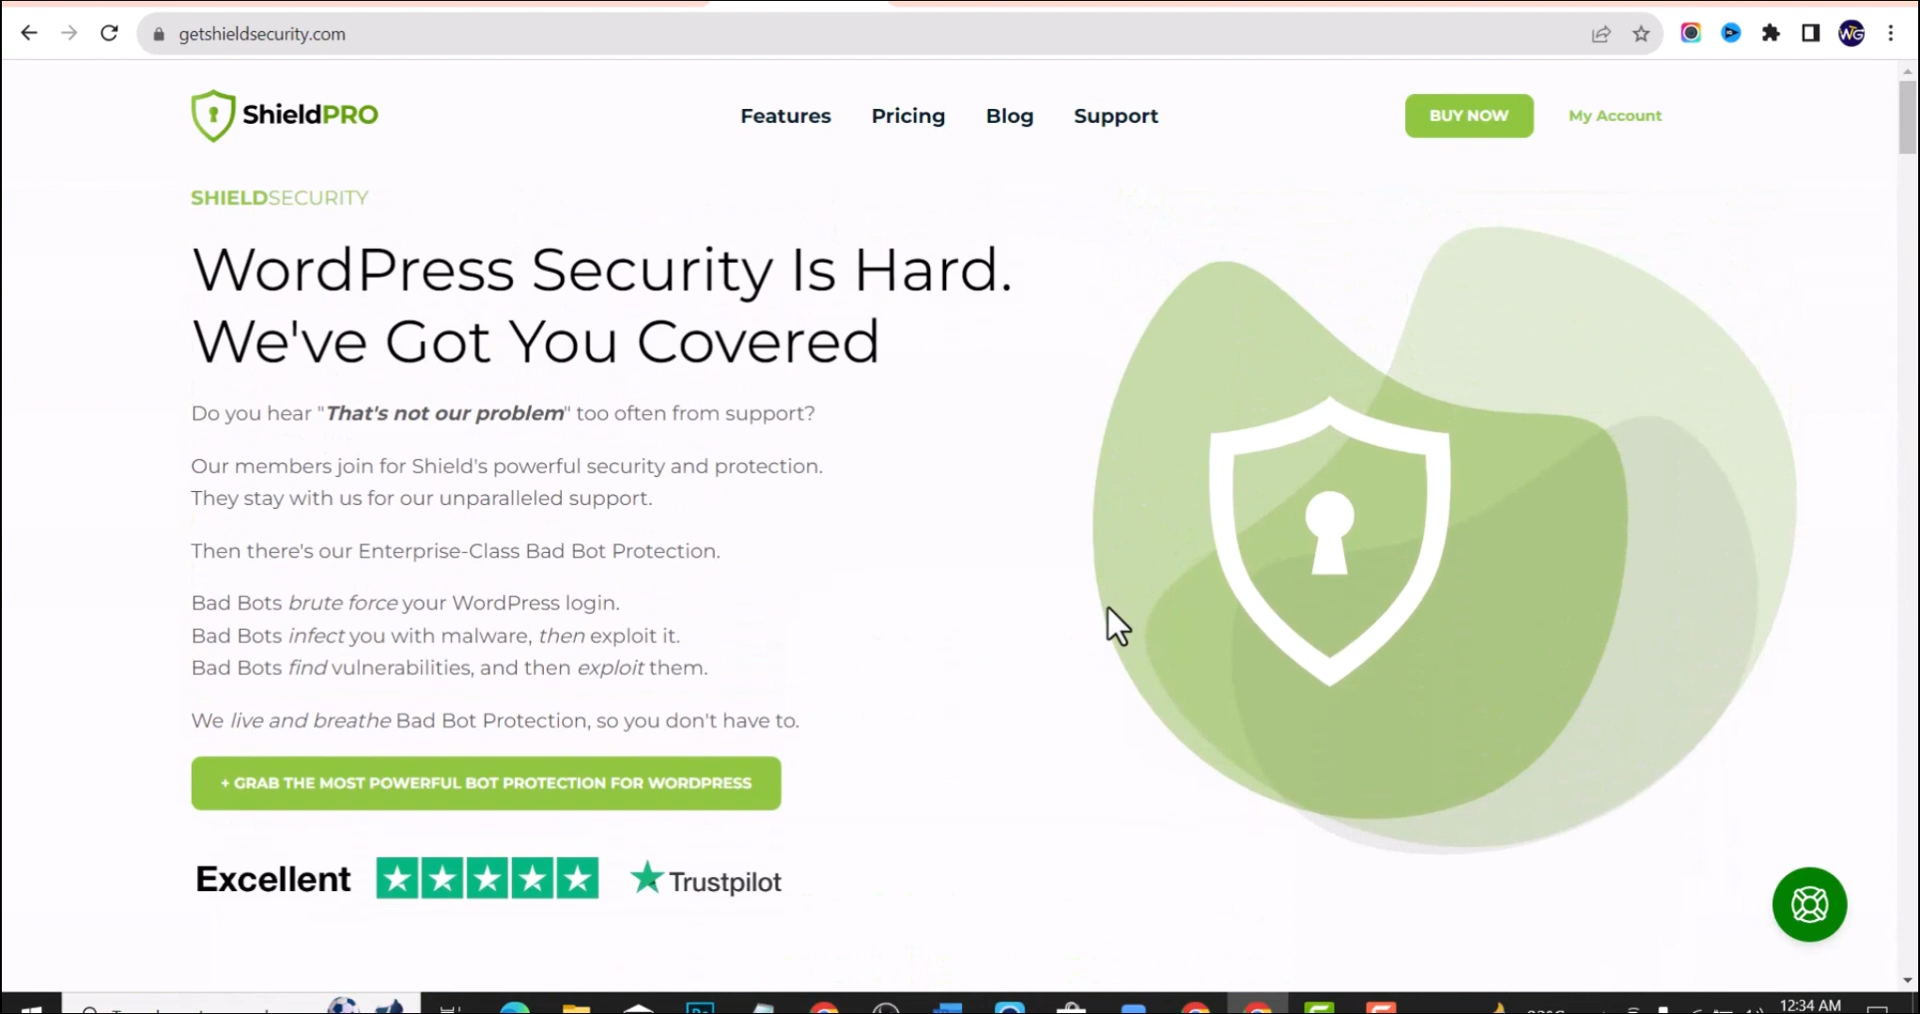 getshieldsecurity.com
WG
ShieldPRO
Features
Pricing
Blog
Support
BUY NOW
My Account
SHIELDSECURITY
WordPress Security Is Hard.
We've Got You Covered
Do you hear "That's not our problem" too often from support?
Our members join for Shield's powerful security and protection.
They stay with us for our unparalleled support.
Then there's our Enterprise-Class Bad Bot Protection.
Bad Bots brute force your WordPress login.
Bad Bots infect you with malware, then exploit it.
Bad Bots find vulnerabilities, and then exploit them.
We live and breathe Bad Bot Protection, so you don't have to.
+ GRAB THE MOST POWERFUL BOT PROTECTION FOR WORDPRESS
Excellent
Trustpilot
12:34 AM